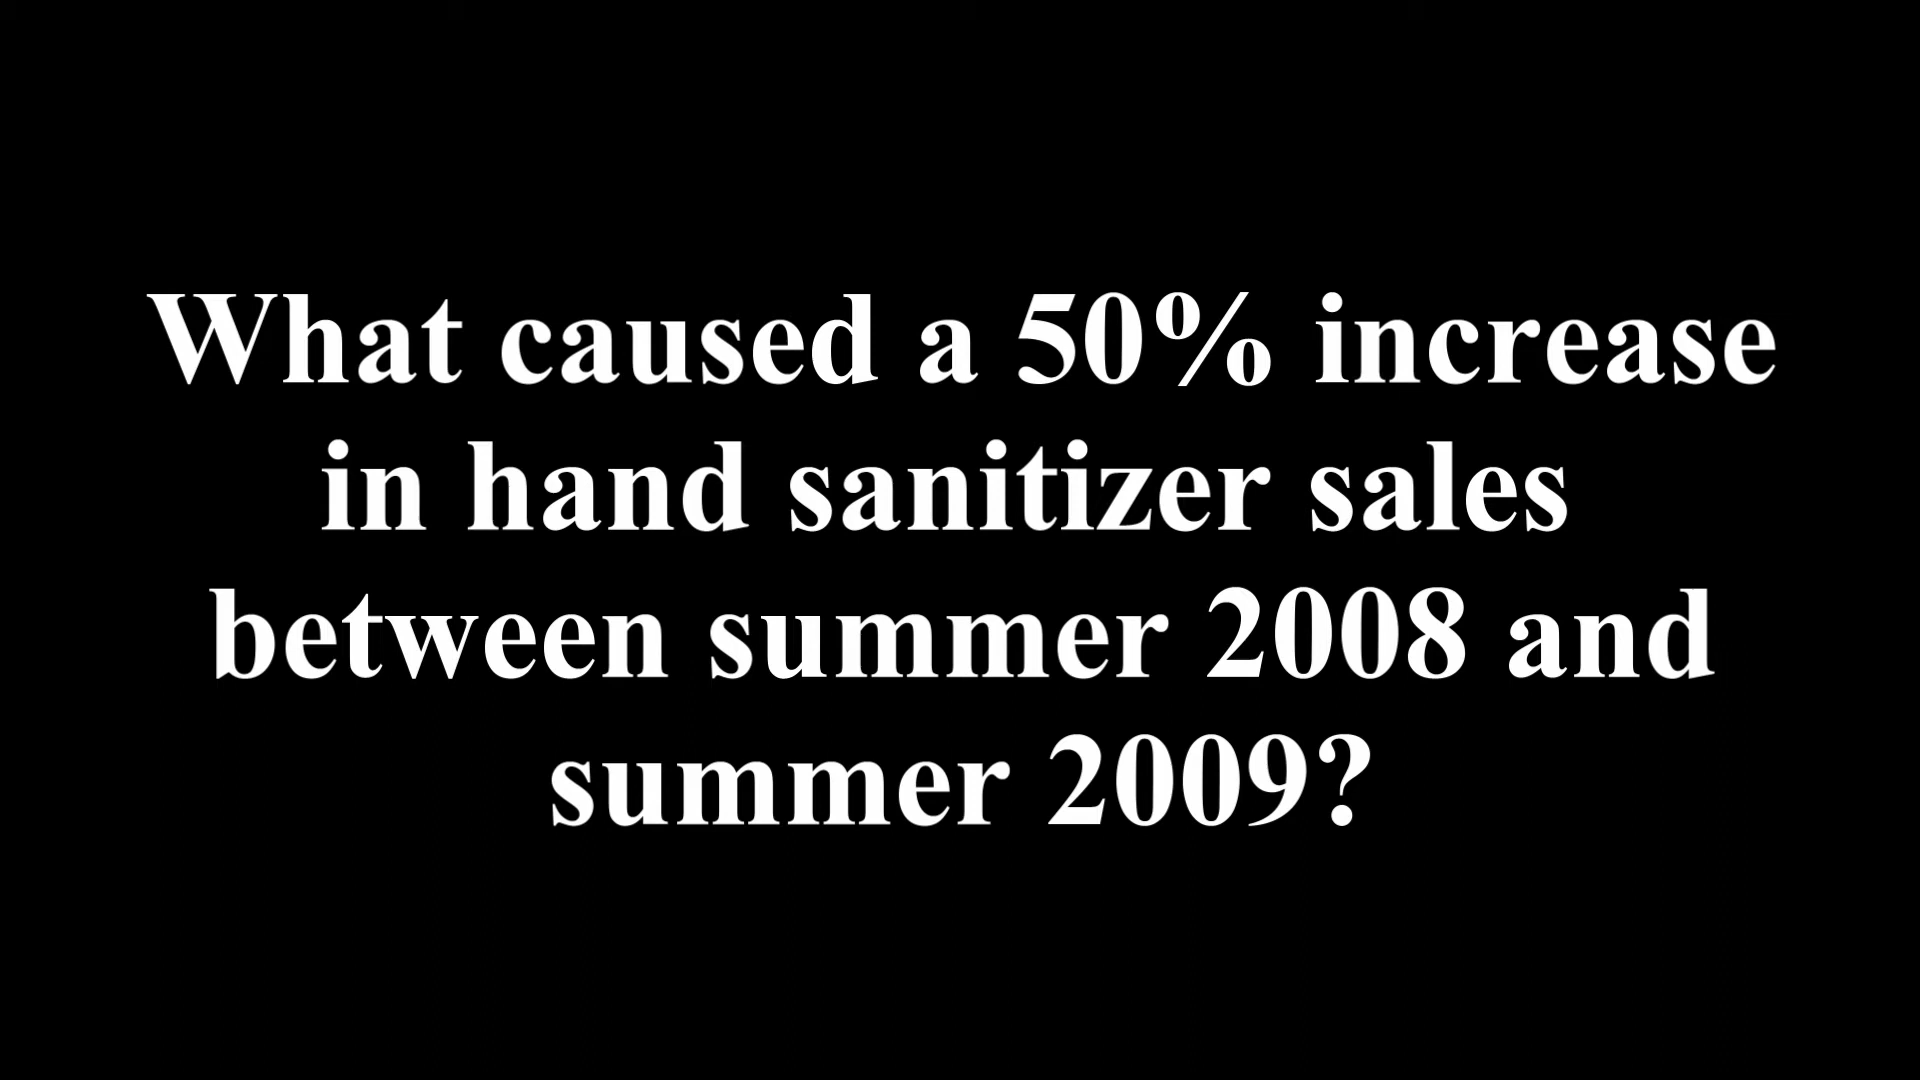 What caused a 50% increase
in hand sanitizer sales
between summer 2008 and
summer 2009?